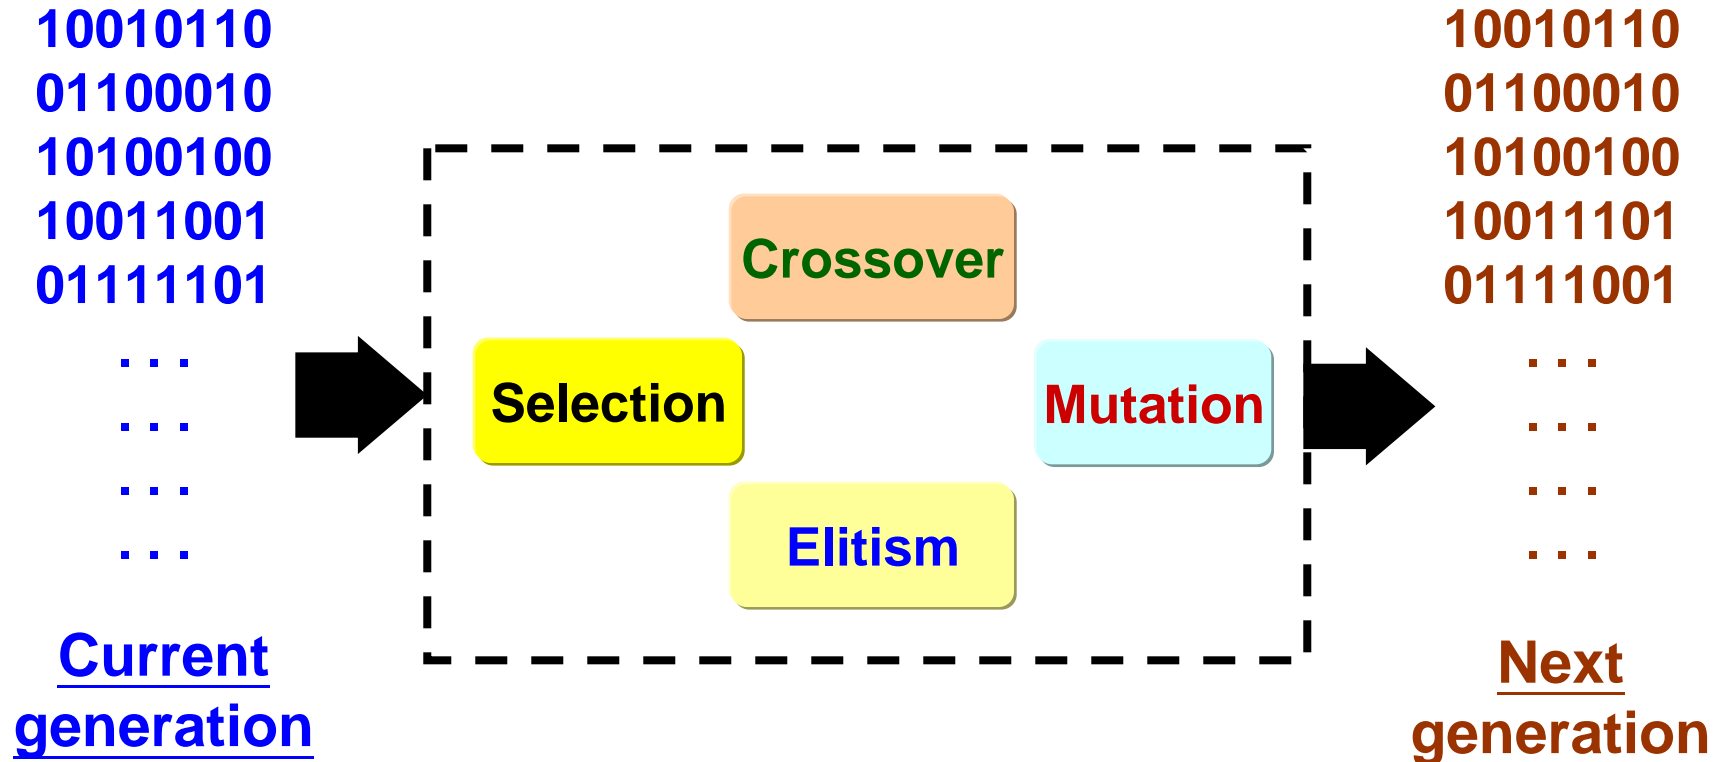 10010110
01100010
10100100
10011001
01111101
. . .
. . .
. . .
. . .
Current
generation
Crossover
Selection
Mutation
Elitism
10010110
01100010
10100100
10011101
01111001
. . .
. . .
. . .
. . .
Next
generation